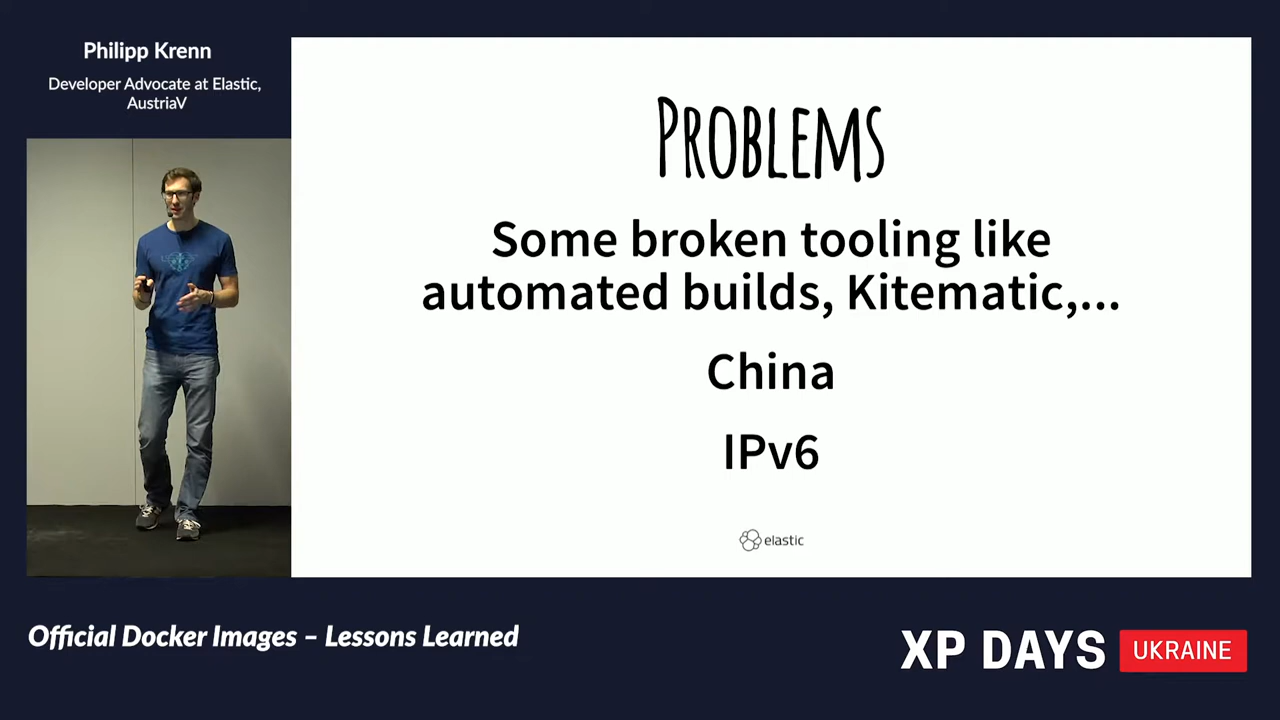 Philipp Krenn
Developer Advocate at Elastic,
AustriaV
PROBLEMS
Some broken tooling like
automated builds, Kitematic,...
China
IPv6
elastic
Official Docker Images – Lessons Learned
XP DAYS UKRAINE